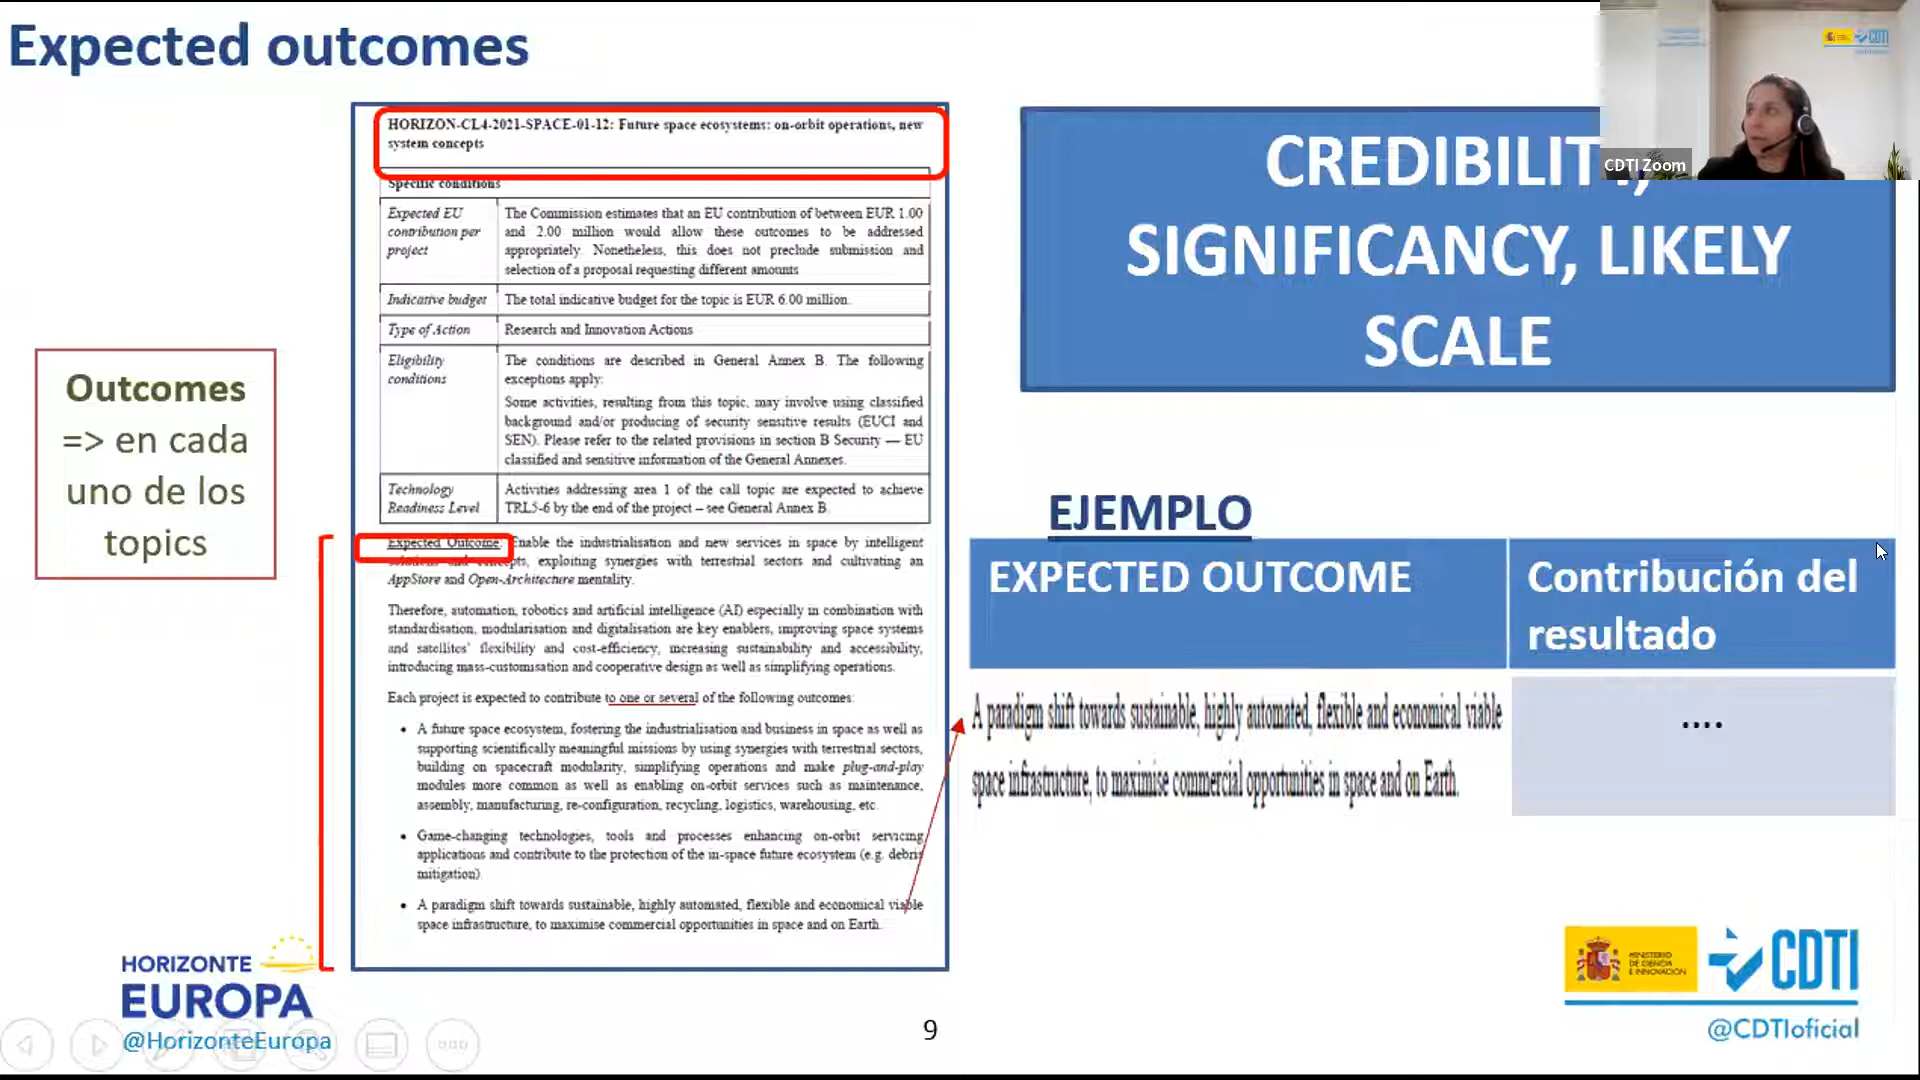 Expected outcomes
HORIZON-CL4-2021-SPACE-01-12: Future space ecosystems: on-orbit operations, new
system concepts
Specific conditions
Expected EU
contribution per
project
The Commission estimates that an EU contribution of between EUR 1.00
and 2.00 million would allow these outcomes to be addressed
appropriately. Nonetheless, this does not preclude submission and
selection of a proposal requesting different amounts
Indicative budget
The total indicative budget for the topic is EUR 6.00 million.
Type of Action
Research and Innovation Actions
Eligibility
conditions
The conditions are described in General Annex B. The following
exceptions apply:
Some activities, resulting from this topic, may involve using classified
background and/or producing of security sensitive results (EUCI and
SEN). Please refer to the related provisions in section B Security — EU
classified and sensitive information of the General Annexes.
Technology
Readiness Level
Activities addressing area 1 of the call topic are expected to achieve
TRL5-6 by the end of the project – see General Annex B.
Expected Outcome: Enable the industrialisation and new services in space by intelligent
solutions and concepts, exploiting synergies with terrestrial sectors and cultivating an
AppStore and Open-Architecture mentality.
Therefore, automation, robotics and artificial intelligence (AI) especially in combination with
standardisation, modularisation and digitalisation are key enablers, improving space systems
and satellites' flexibility and cost-efficiency, increasing sustainability and accessibility,
introducing mass-customisation and cooperative design as well as simplifying operations.
Each project is expected to contribute to one or several of the following outcomes:
• A future space ecosystem, fostering the industrialisation and business in space as well as
supporting scientifically meaningful missions by using synergies with terrestrial sectors,
building on spacecraft modularity, simplifying operations and make plug-and-play
modules more common as well as enabling on-orbit services such as maintenance,
assembly, manufacturing, re-configuration, recycling, logistics, warehousing, etc.
• Game-changing technologies, tools and processes enhancing on-orbit servicing
applications and contribute to the protection of the in-space future ecosystem (e.g. debris
mitigation).
• A paradigm shift towards sustainable, highly automated, flexible and economical viable
space infrastructure, to maximise commercial opportunities in space and on Earth.
Outcomes
=> en cada
uno de los
topics
CREDIBILITY,
SIGNIFICANCY, LIKELY
SCALE
CDTI
CDTI Zoom
EJEMPLO
EXPECTED OUTCOME
Contribución del
resultado
A paradigm shift towards sustainable, highly automated, flexible and economical viable
space infrastructure, to maximise commercial opportunities in space and on Earth.
....
HORIZONTE
EUROPA
@HorizonteEuropa
9
MINISTERIO
DE CIENCIA
E INNOVACIÓN
CDTI
@CDTIoficial